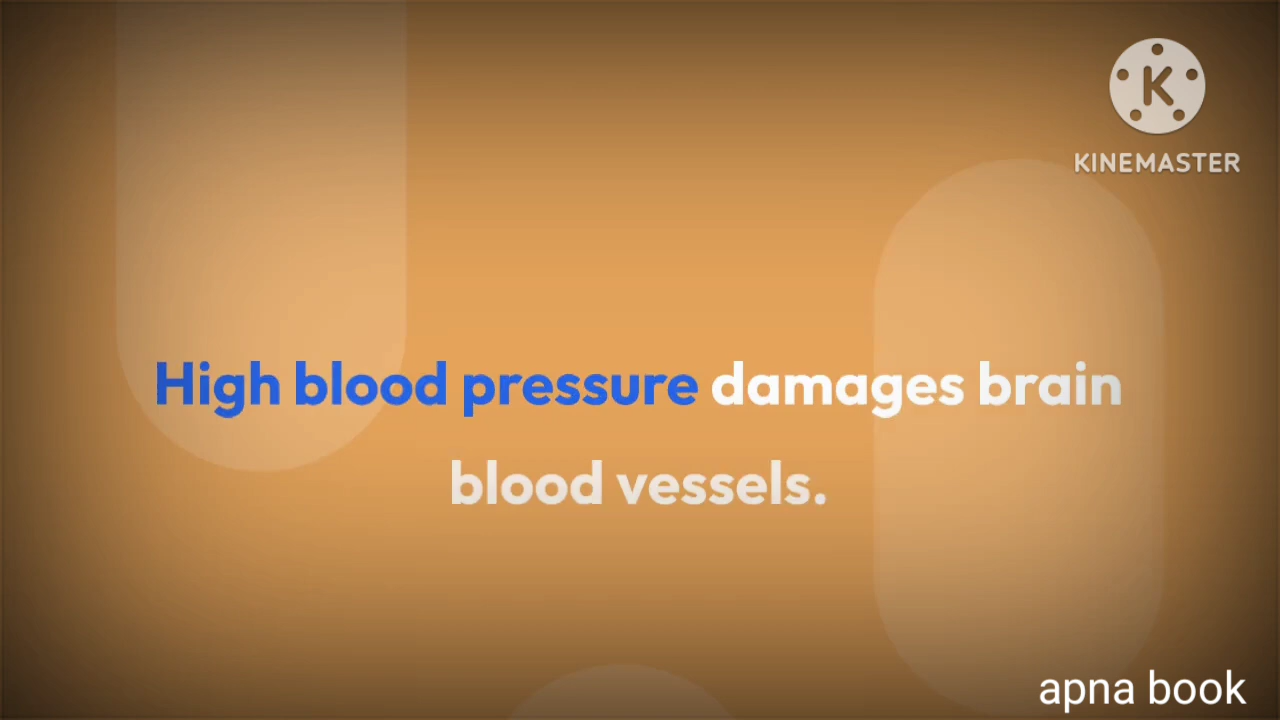 K
KINEMASTER
High blood pressure damages brain
blood vessels.
apna book